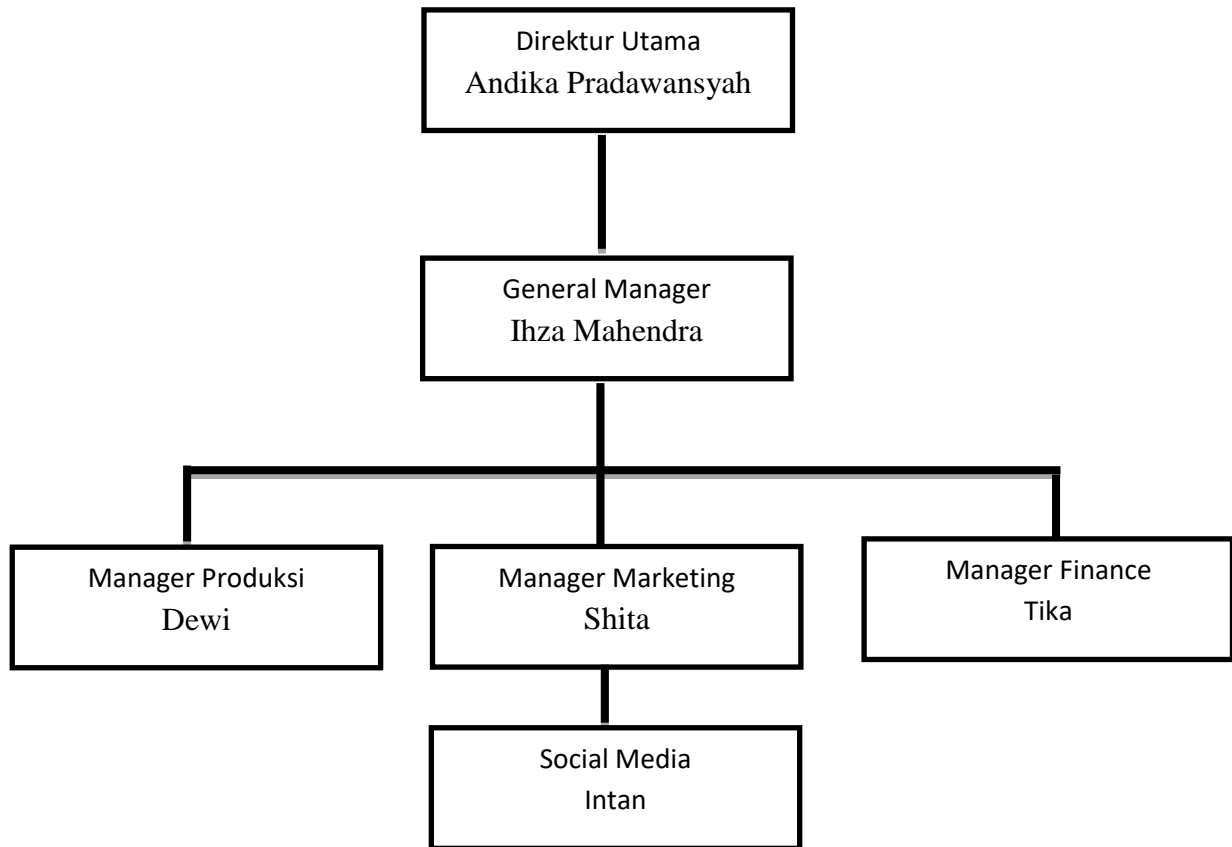 Direktur Utama
Andika Pradawansyah
General Manager
Ihza Mahendra
Manager Produksi
Dewi
Manager Marketing
Shita
Manager Finance
Tika
Social Media
Intan